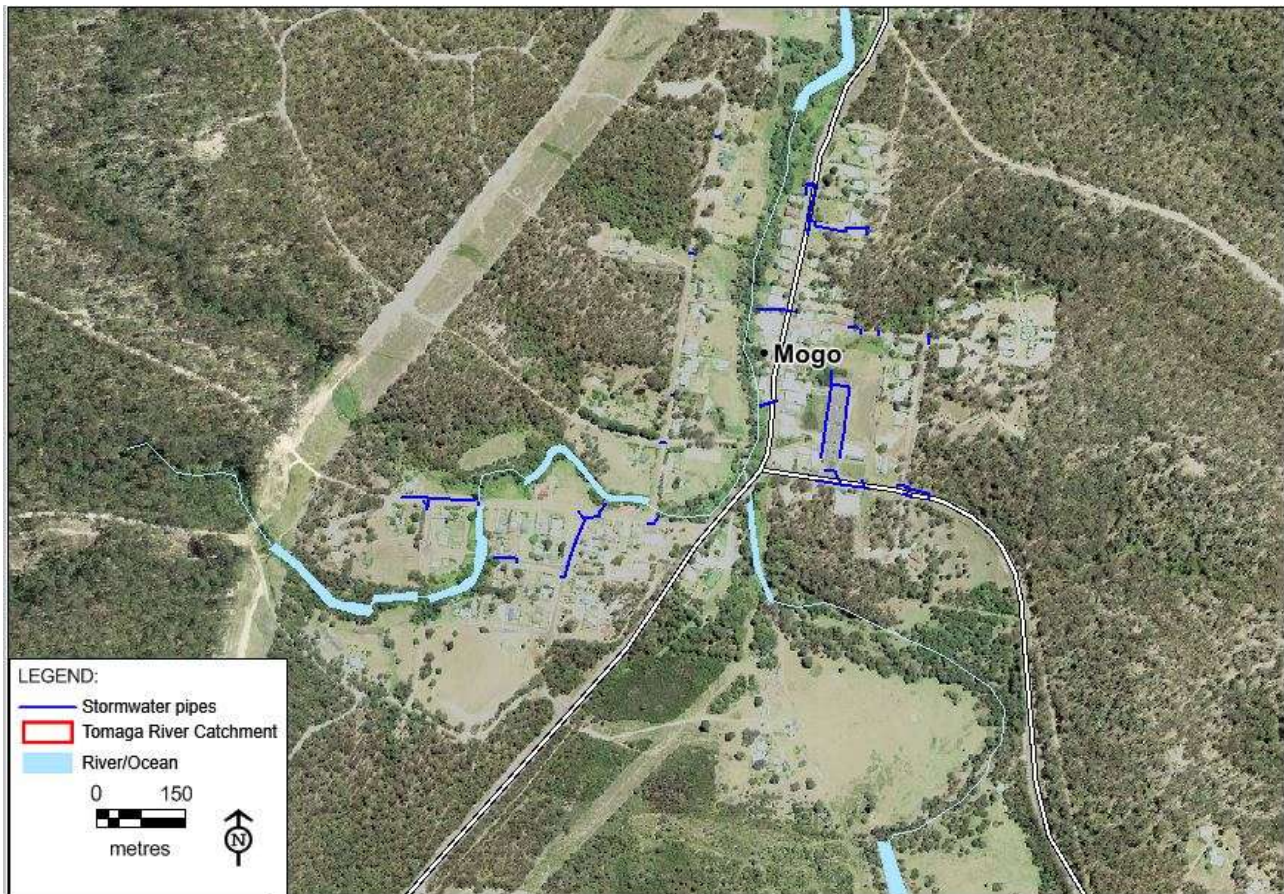 Mogo
LEGEND:
Stormwater pipes
Tomaga River Catchment
River/Ocean
0 150
metres
N